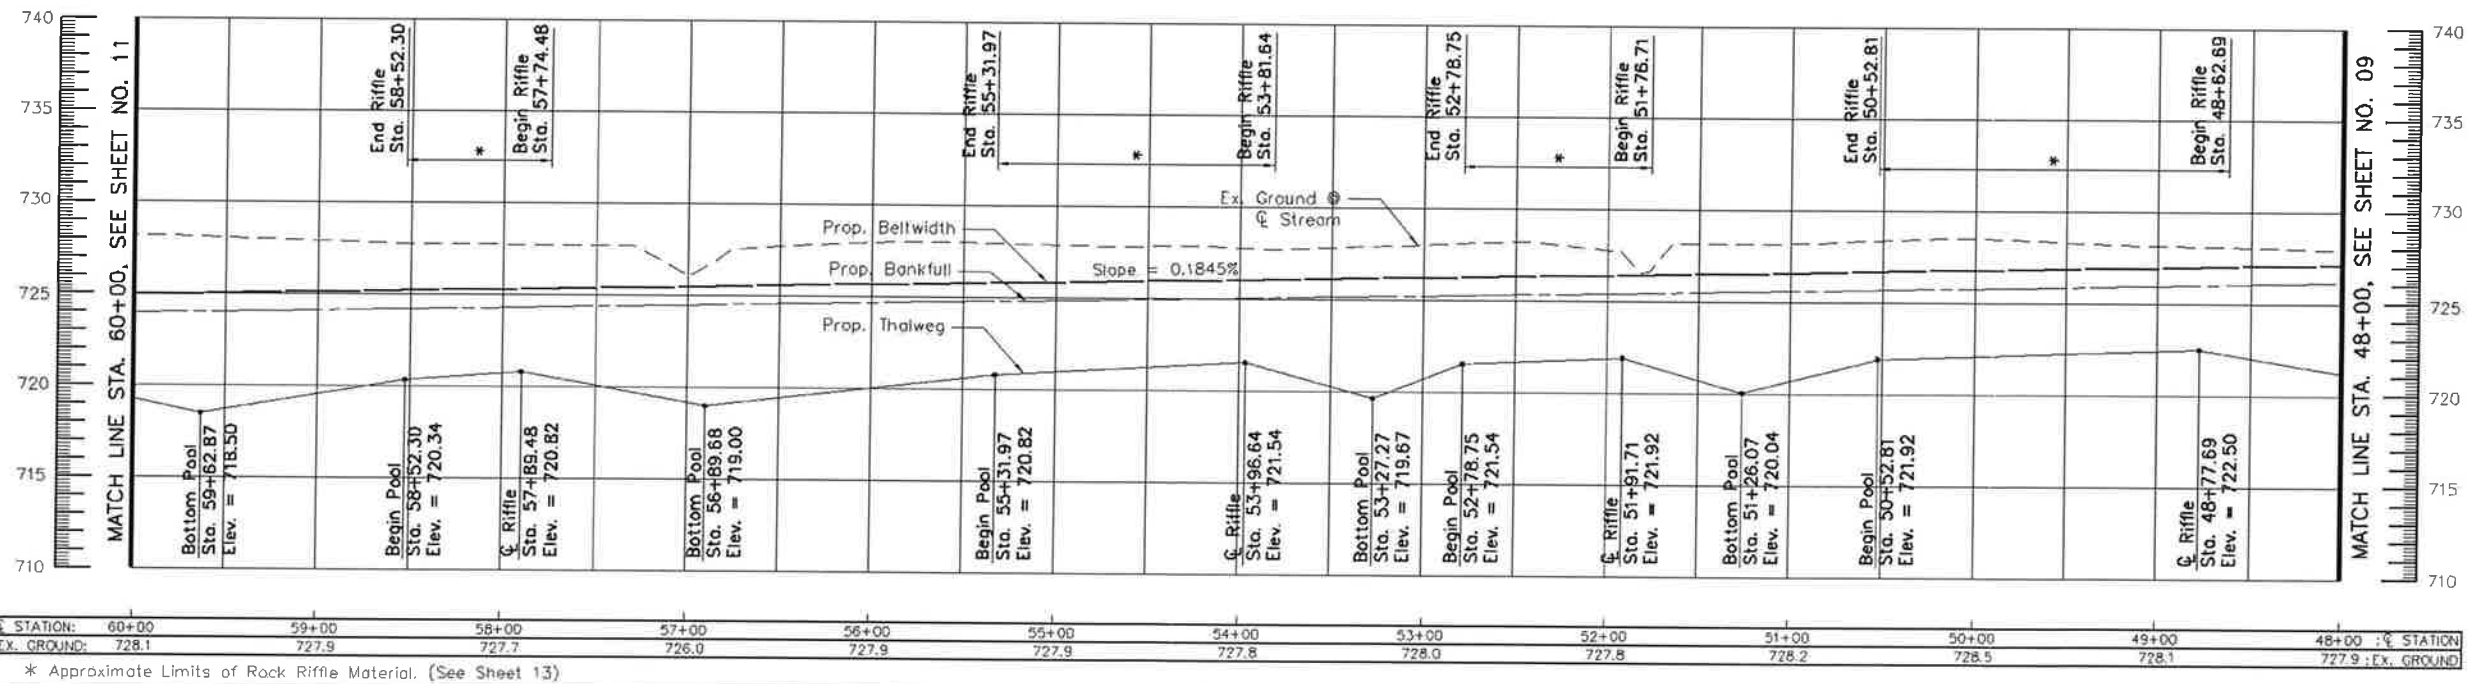 740
735
730
725
720
715
710
MATCH LINE STA. 60+00, SEE SHEET NO. 11
End Riffle
Sta. 58+52.30
Begin Riffle
Sta. 57+74.48
End Riffle
Sta. 55+31.97
Begin Riffle
Sta. 53+81.64
End Riffle
Sta. 52+78.75
Begin Riffle
Sta. 51+76.71
End Riffle
Sta. 50+52.81
Begin Riffle
Sta. 48+62.69
*
*
*
*
Ex. Ground @
℄ Stream
Prop. Beltwidth
Prop. Bankfull
Slope = 0.1845%
Prop. Thalweg
Bottom Pool
Sta. 59+62.87
Elev. = 718.50
Begin Pool
Sta. 58+52.30
Elev. = 720.34
℄ Riffle
Sta. 57+89.48
Elev. = 720.82
Bottom Pool
Sta. 56+89.68
Elev. = 719.00
Begin Pool
Sta. 55+31.97
Elev. = 720.82
℄ Riffle
Sta. 53+96.64
Elev. = 721.54
Bottom Pool
Sta. 53+27.27
Elev. = 719.67
Begin Pool
Sta. 52+78.75
Elev. = 721.54
℄ Riffle
Sta. 51+91.71
Elev. = 721.92
Bottom Pool
Sta. 51+26.07
Elev. = 720.04
Begin Pool
Sta. 50+52.81
Elev. = 721.92
℄ Riffle
Sta. 48+77.69
Elev. = 722.50
MATCH LINE STA. 48+00, SEE SHEET NO. 09
740
735
730
725
720
715
710
℄ STATION: 60+00 59+00 58+00 57+00 56+00 55+00 54+00 53+00 52+00 51+00 50+00 49+00 48+00 :℄ STATION
EX. GROUND: 728.1 727.9 727.7 726.0 727.9 727.9 727.8 728.0 727.8 728.2 728.5 728.1 727.9 :EX. GROUND
* Approximate Limits of Rock Riffle Material. (See Sheet 13)